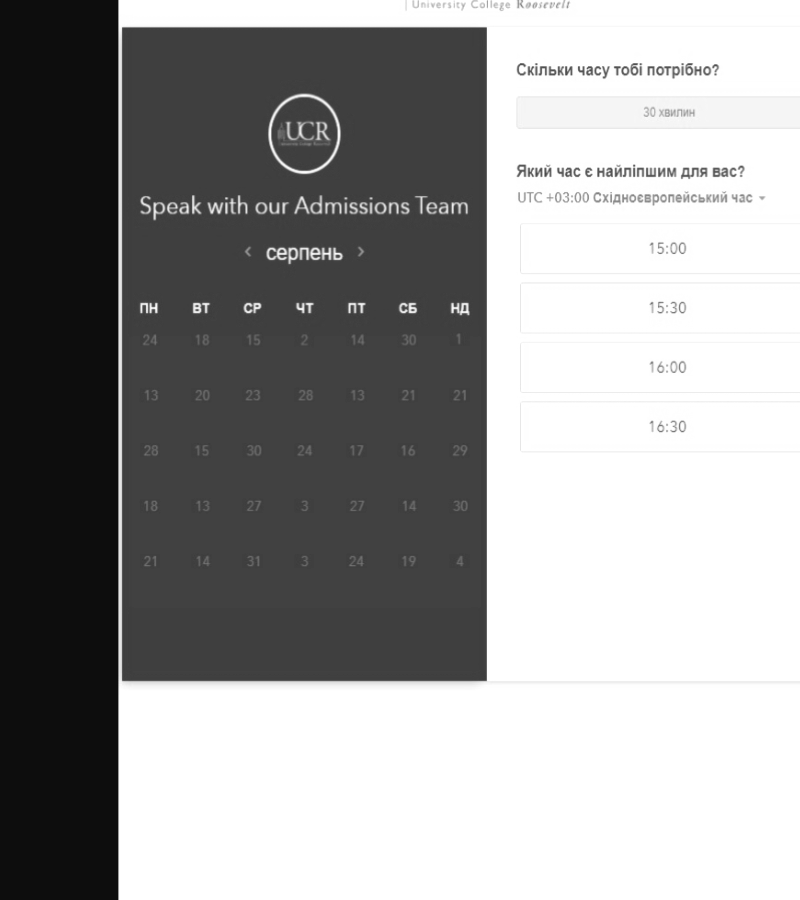 University College Roosevelt
UCR
Speak with our Admissions Team
‹ серпень ›
ПН ВТ СР ЧТ ПТ СБ НД
24 18 15 2 14 30 1
13 20 23 28 13 21 21
28 15 30 24 17 16 29
18 13 27 3 27 14 30
21 14 31 3 24 19 4
Скільки часу тобі потрібно?
30 хвилин
Який час є найліпшим для вас?
UTC +03:00 Східноєвропейський час
15:00
15:30
16:00
16:30